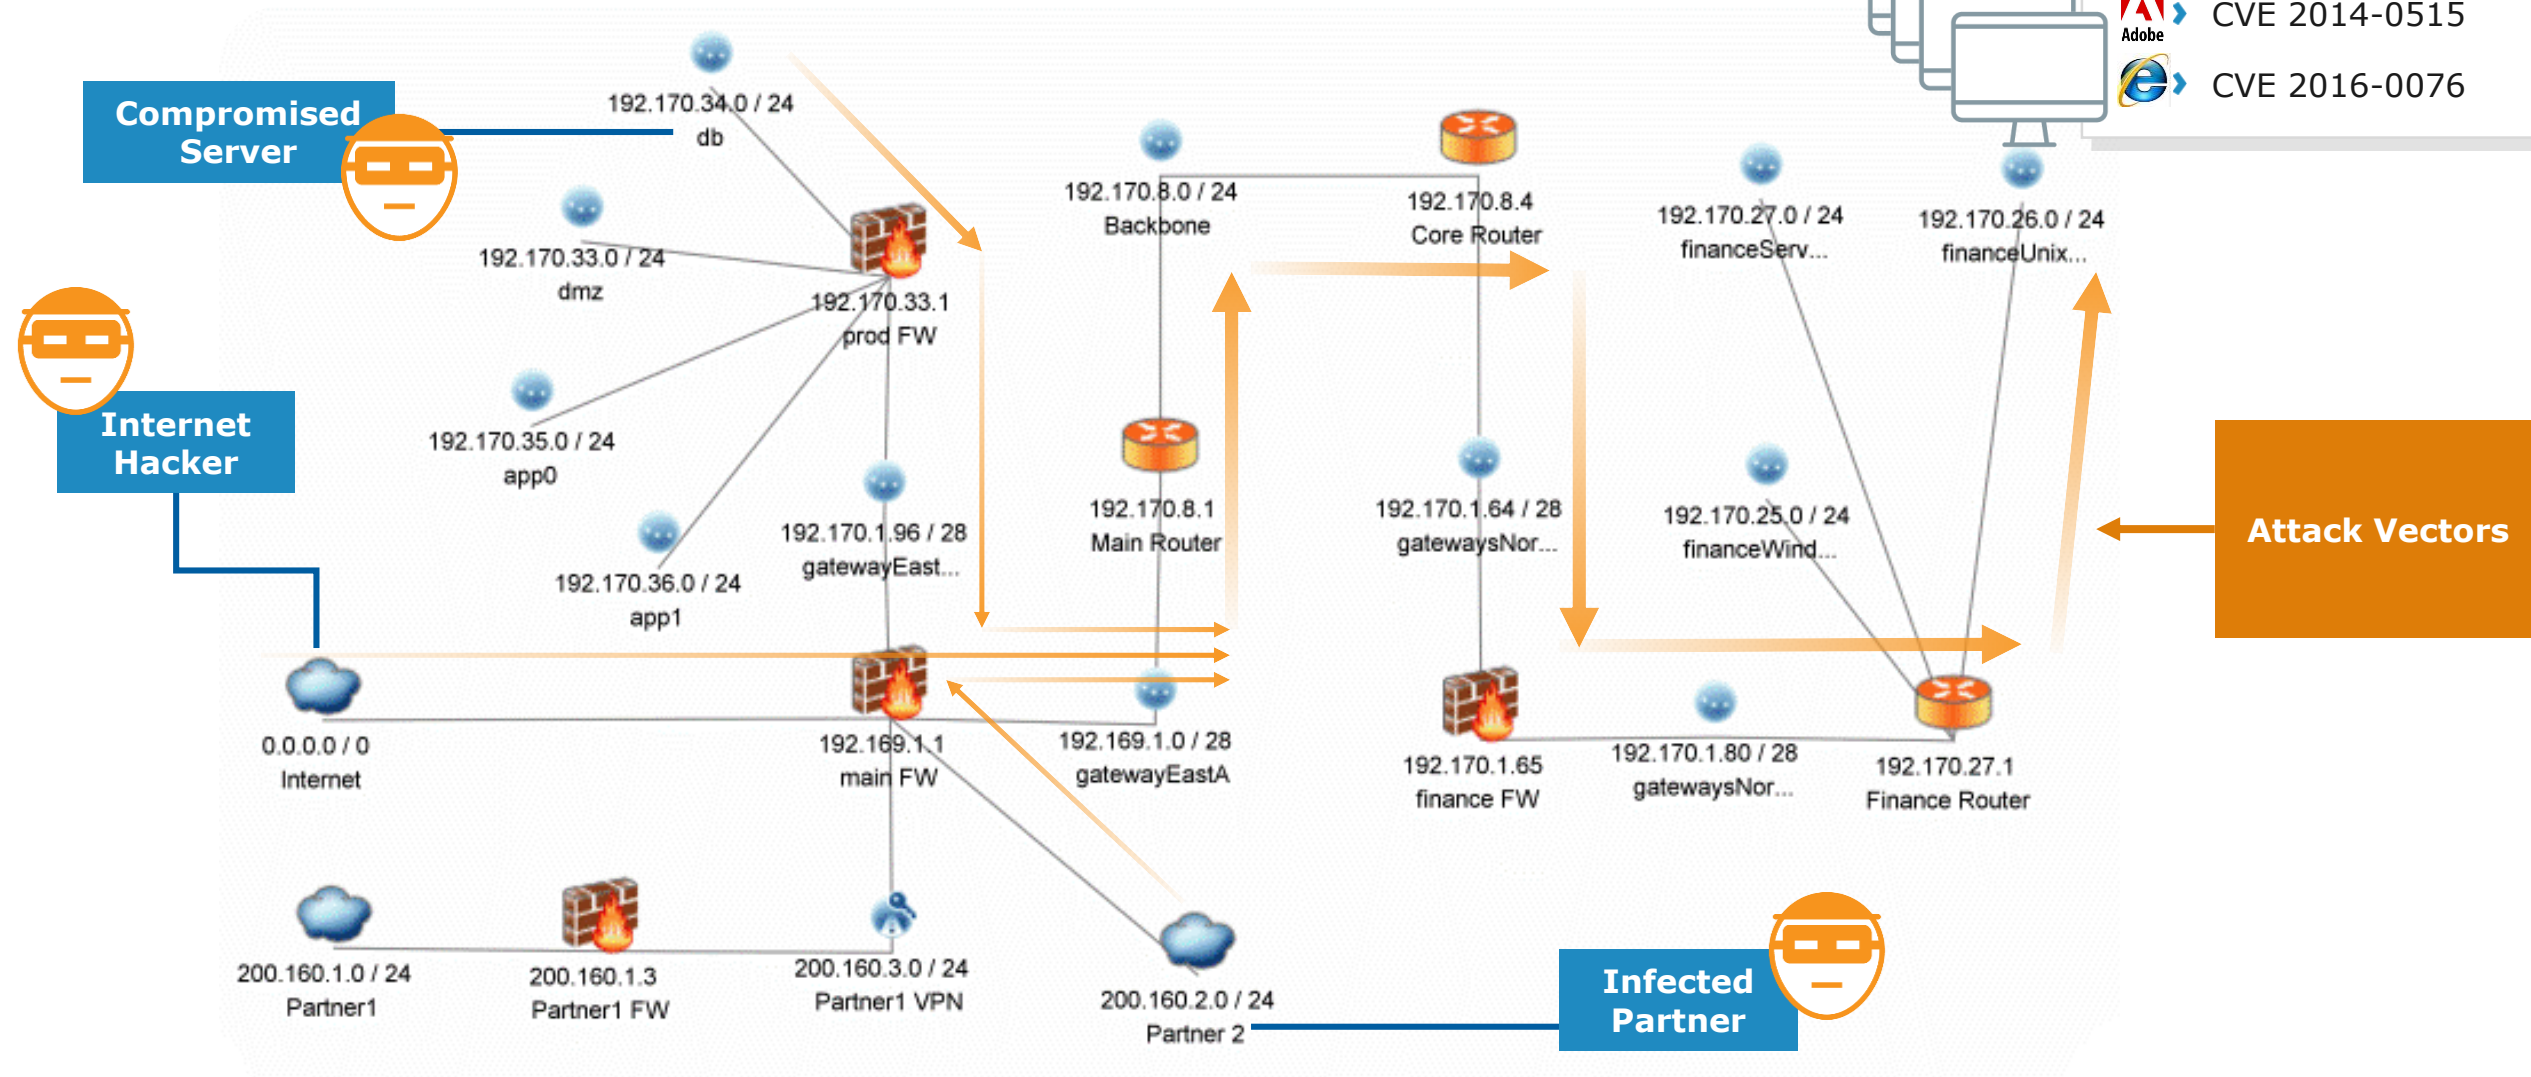 Adobe
CVE 2014-0515
CVE 2016-0076
Compromised
Server
192.170.34.0 / 24
db
192.170.33.0 / 24
dmz
192.170.33.1
prod FW
192.170.8.0 / 24
Backbone
192.170.8.4
Core Router
192.170.27.0 / 24
financeServ...
192.170.26.0 / 24
financeUnix...
Internet
Hacker
192.170.35.0 / 24
app0
192.170.36.0 / 24
app1
192.170.1.96 / 28
gatewayEast...
192.170.8.1
Main Router
192.170.1.64 / 28
gatewaysNor...
192.170.25.0 / 24
financeWind...
Attack Vectors
0.0.0.0 / 0
Internet
192.169.1.1
main FW
192.169.1.0 / 28
gatewayEastA
192.170.1.65
finance FW
192.170.1.80 / 28
gatewaysNor...
192.170.27.1
Finance Router
200.160.1.0 / 24
Partner1
200.160.1.3
Partner1 FW
200.160.3.0 / 24
Partner1 VPN
200.160.2.0 / 24
Partner 2
Infected
Partner